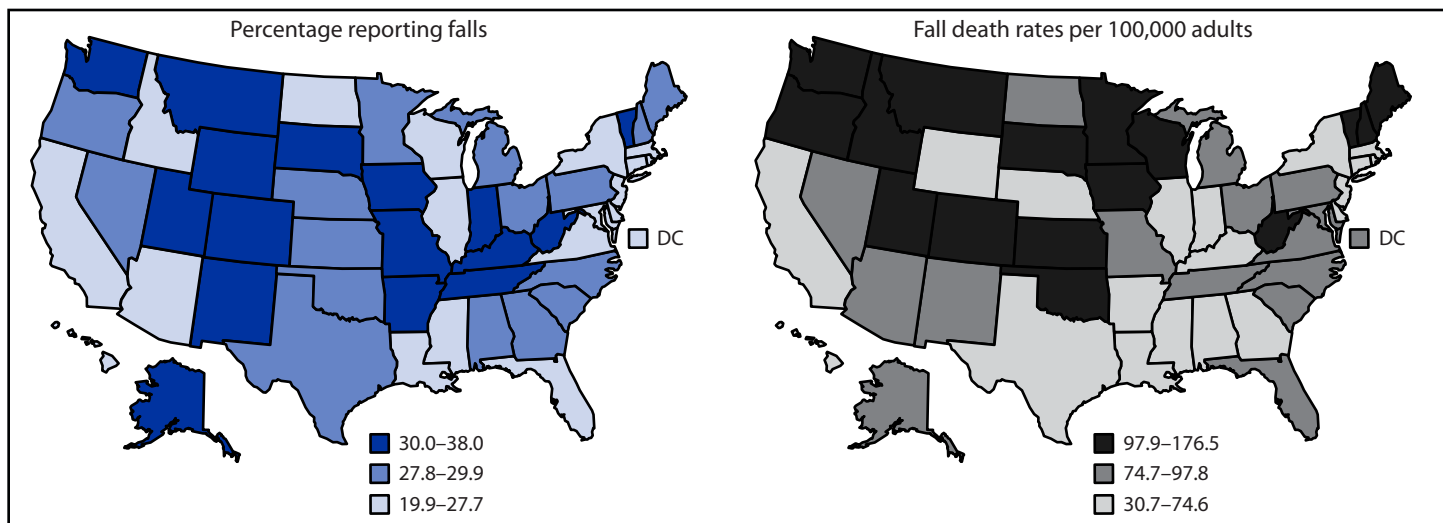 Percentage reporting falls
DC
30.0–38.0
27.8–29.9
19.9–27.7
Fall death rates per 100,000 adults
DC
97.9–176.5
74.7–97.8
30.7–74.6